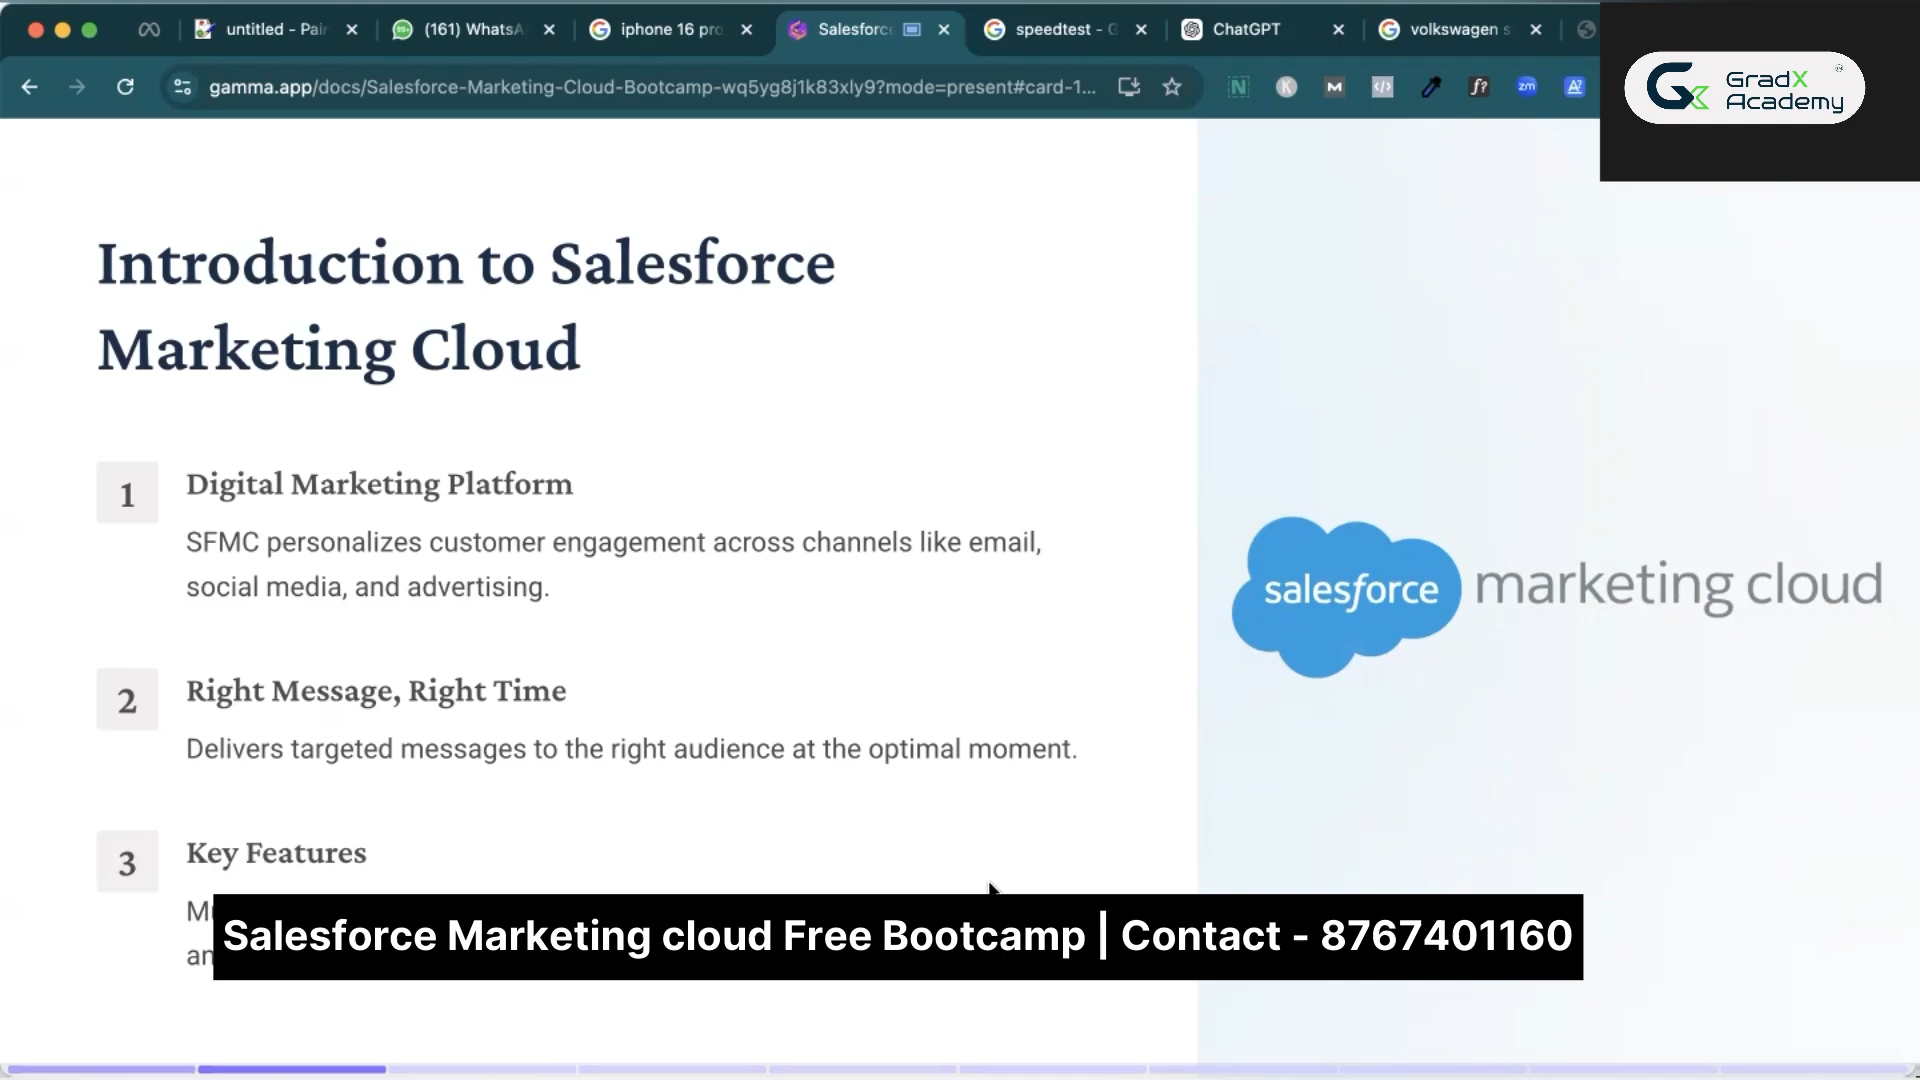 untitled - Pair
(161) WhatsA
iphone 16 pro
Salesforc
speedtest - G
ChatGPT
volkswagen s
gamma.app/docs/Salesforce-Marketing-Cloud-Bootcamp-wq5yg8j1k83xly9?mode=present#card-1...
N
K
M
</>
f?
zm
A
GradX
Academy
Introduction to Salesforce
Marketing Cloud
1
Digital Marketing Platform
SFMC personalizes customer engagement across channels like email,
social media, and advertising.
2
Right Message, Right Time
Delivers targeted messages to the right audience at the optimal moment.
3
Key Features
salesforce marketing cloud
Salesforce Marketing cloud Free Bootcamp | Contact - 8767401160